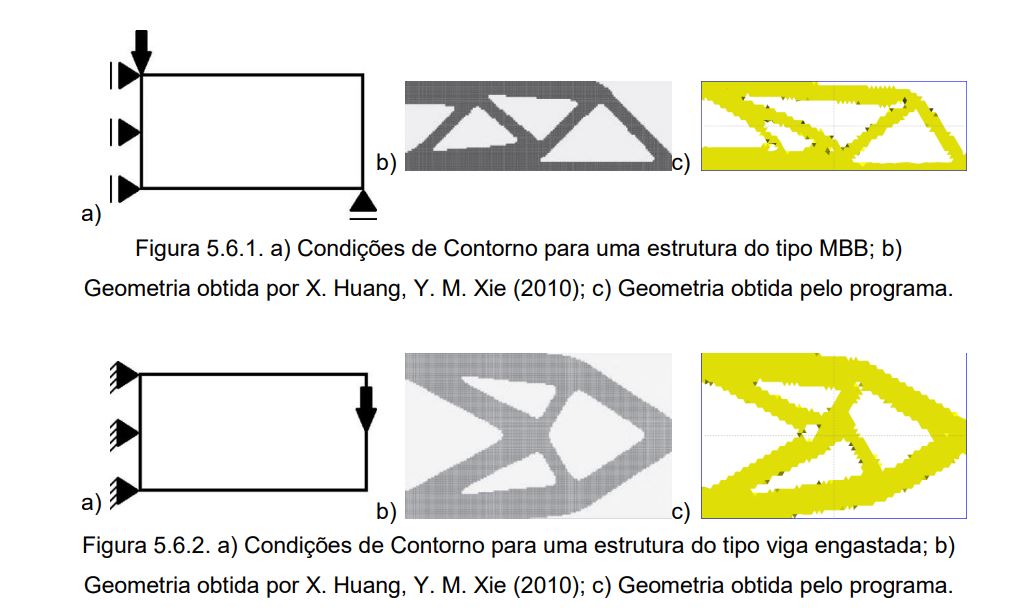 a)
b)
c)
Figura 5.6.1. a) Condições de Contorno para uma estrutura do tipo MBB; b)
Geometria obtida por X. Huang, Y. M. Xie (2010); c) Geometria obtida pelo programa.
a)
b)
c)
Figura 5.6.2. a) Condições de Contorno para uma estrutura do tipo viga engastada; b)
Geometria obtida por X. Huang, Y. M. Xie (2010); c) Geometria obtida pelo programa.